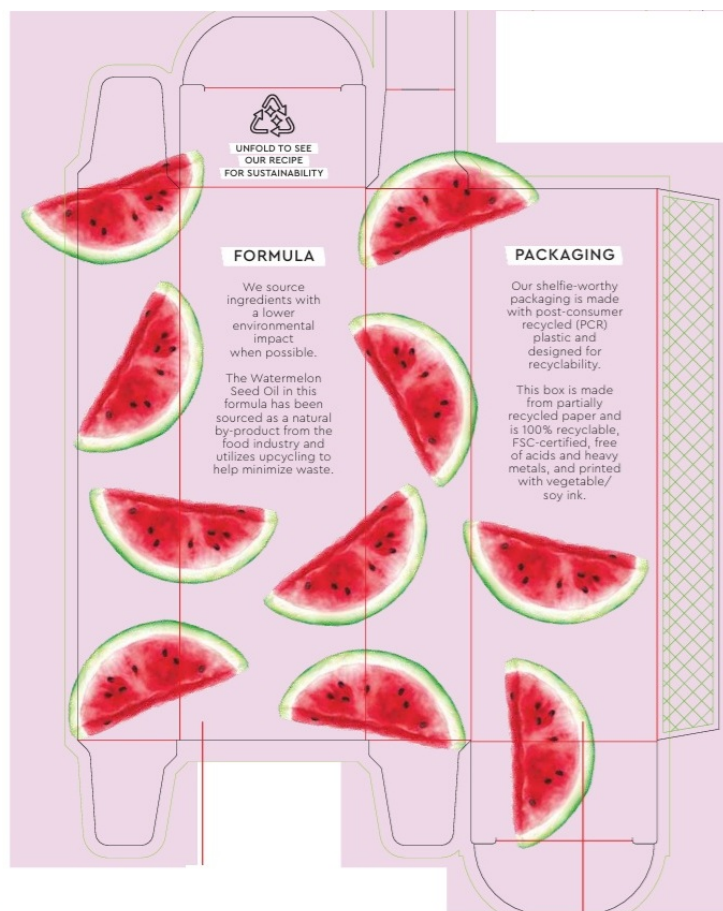 UNFOLD TO SEE
OUR RECIPE
FOR SUSTAINABILITY
FORMULA
We source
ingredients with
a lower
environmental
impact
when possible.
The Watermelon
Seed Oil in this
formula has been
sourced as a natural
by-product from the
food industry and
utilizes upcycling to
help minimize waste.
PACKAGING
Our shelfie-worthy
packaging is made
with post-consumer
recycled (PCR)
plastic and
designed for
recyclability.
This box is made
from partially
recycled paper and
is 100% recyclable,
FSC-certified, free
of acids and heavy
metals, and printed
with vegetable/
soy ink.